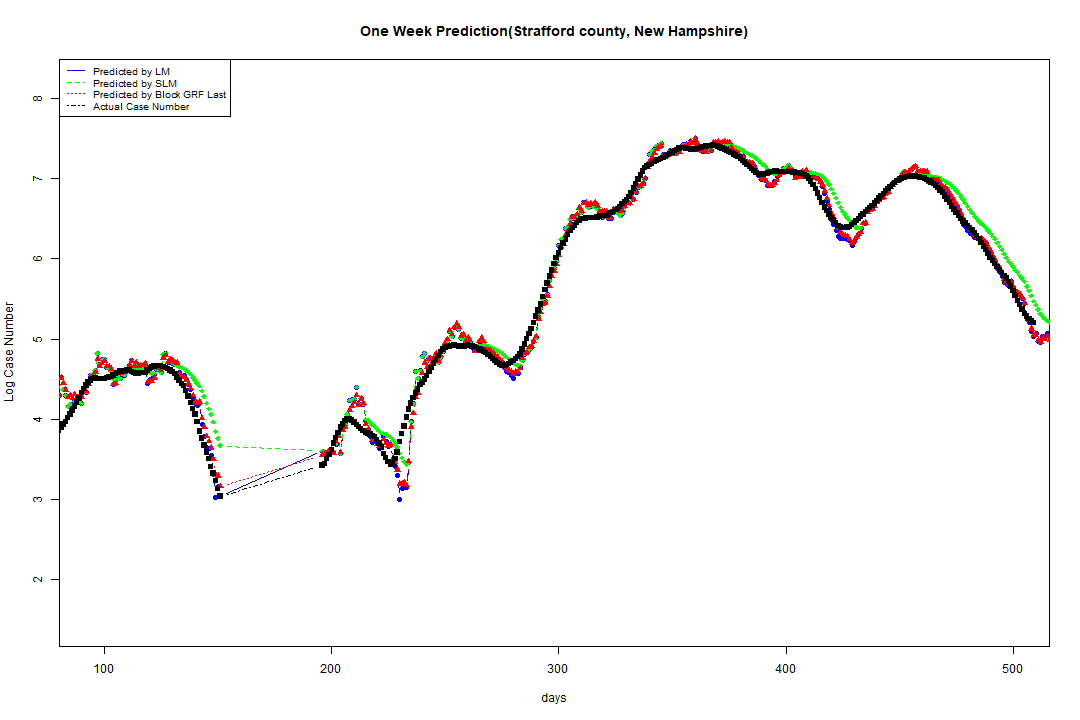 One Week Prediction(Strafford county, New Hampshire)
Predicted by LM
Predicted by SLM
Predicted by Block GRF Last
Actual Case Number
8
7
6
5
4
3
2
Log Case Number
100 200 300 400 500
days